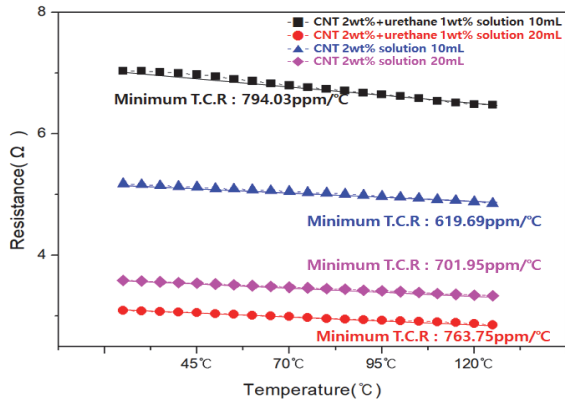 CNT 2wt%+urethane 1wt% solution 10mL
CNT 2wt%+urethane 1wt% solution 20mL
CNT 2wt% solution 10mL
CNT 2wt% solution 20mL
8
6
4
Resistance( Ω )
Minimum T.C.R : 794.03ppm/℃
Minimum T.C.R : 619.69ppm/℃
Minimum T.C.R : 701.95ppm/℃
Minimum T.C.R : 763.75ppm/℃
45℃ 70℃ 95℃ 120℃
Temperature(℃)